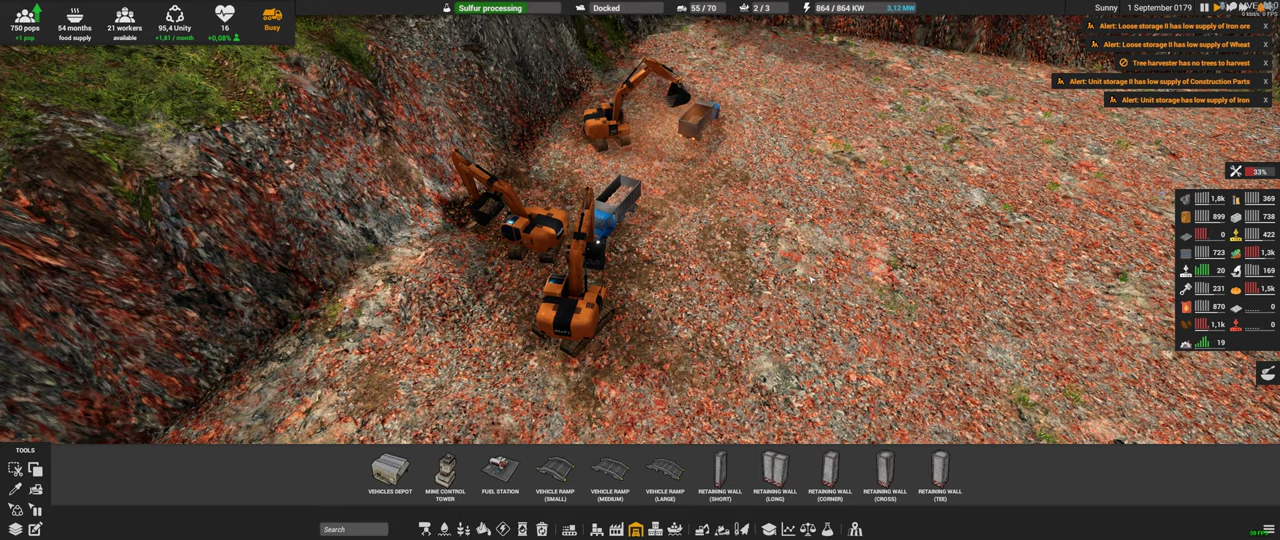 750 pops
+1 pop
54 months
food supply
21 workers
available
95,4 Unity
+1,81 / month
16
+0,08%
Busy
Sulfur processing
Docked
55 / 70
2 / 3
864 / 864 KW
3,12 MW
Sunny
1 September 0179
Alert: Loose storage II has low supply of Iron ore X
Alert: Loose storage II has low supply of Wheat X
Tree harvester has no trees to harvest X
Alert: Unit storage II has low supply of Construction Parts X
Alert: Unit storage has low supply of Iron X
33%
1,8k 369
899 738
0 422
723 1,3k
20 169
231 1,5k
870 0
1,1k 0
19
TOOLS
VEHICLES DEPOT
MINE CONTROL
TOWER
FUEL STATION
VEHICLE RAMP
(SMALL)
VEHICLE RAMP
(MEDIUM)
VEHICLE RAMP
(LARGE)
RETAINING WALL
(SHORT)
RETAINING WALL
(LONG)
RETAINING WALL
(CORNER)
RETAINING WALL
(CROSS)
RETAINING WALL
(TEE)
Search